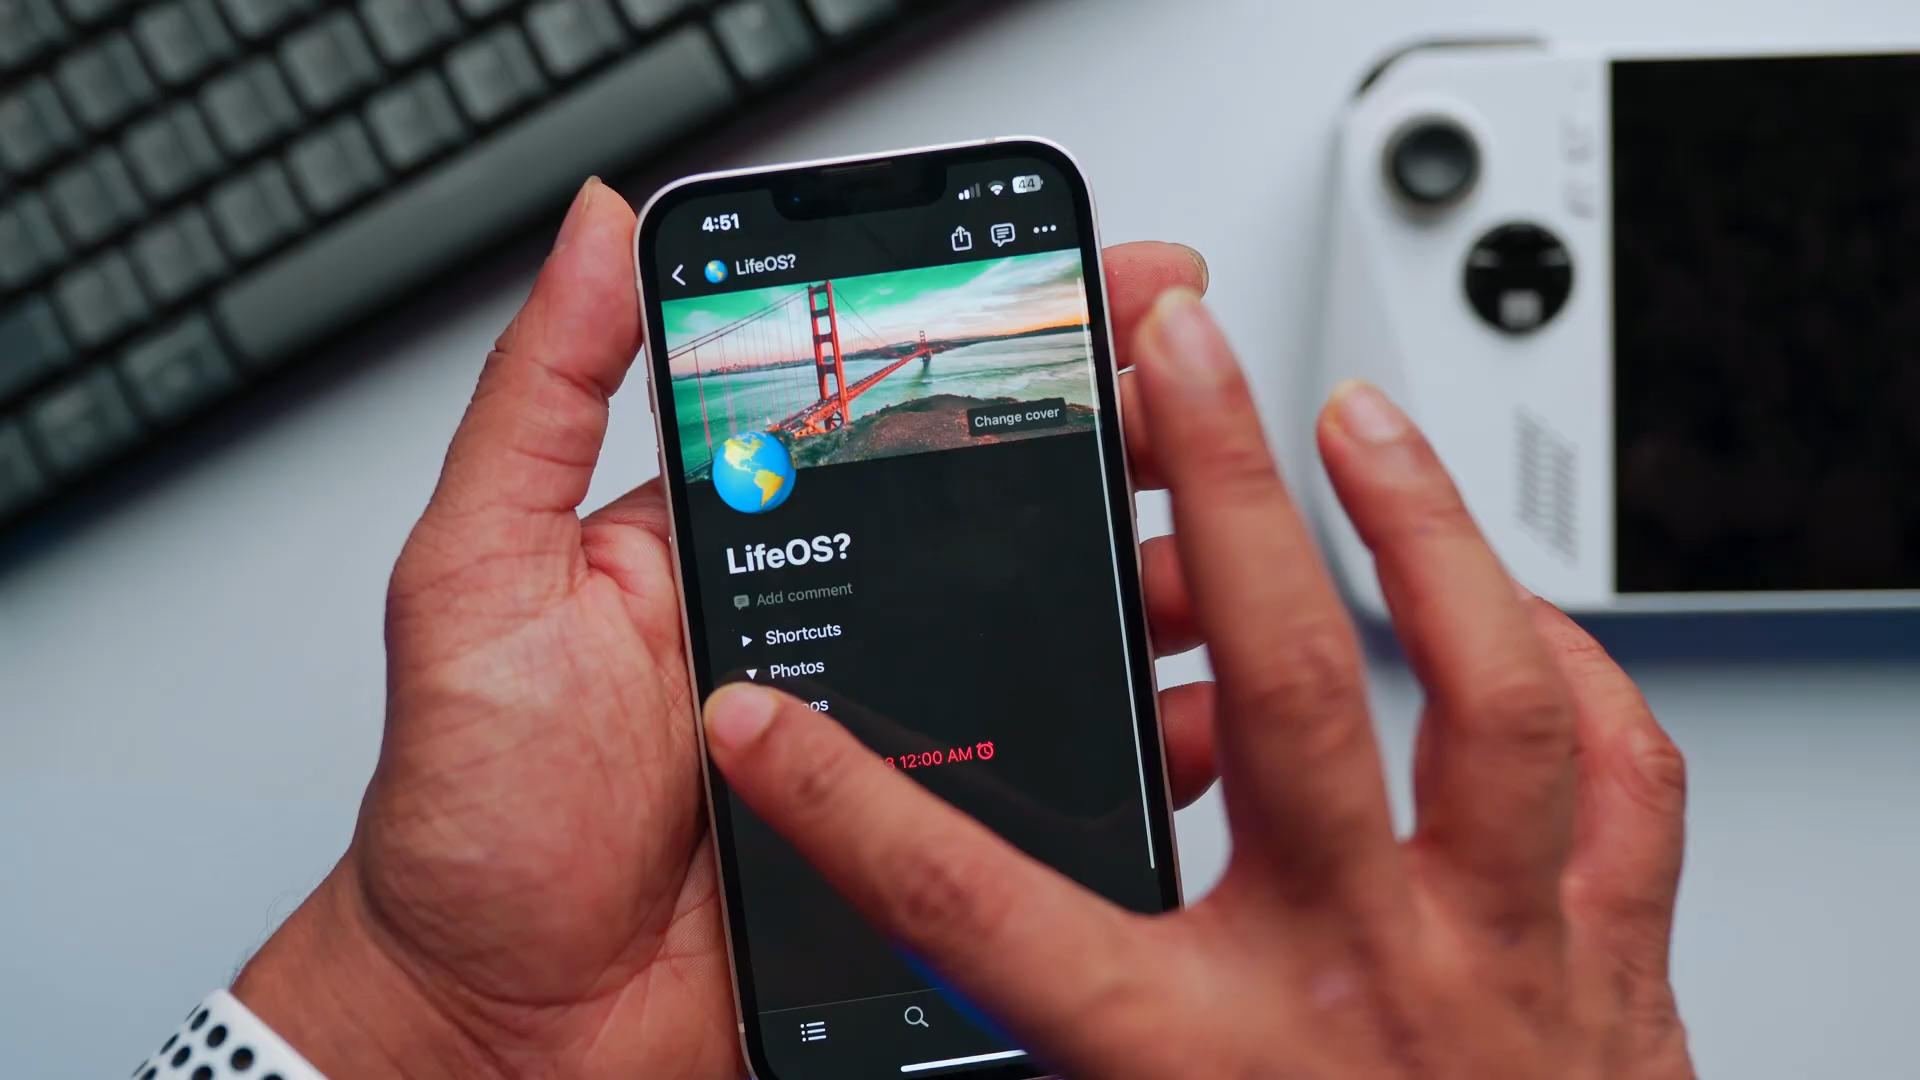 4:51
44
LifeOS?
Change cover
LifeOS?
Add comment
Shortcuts
Photos
12:00 AM